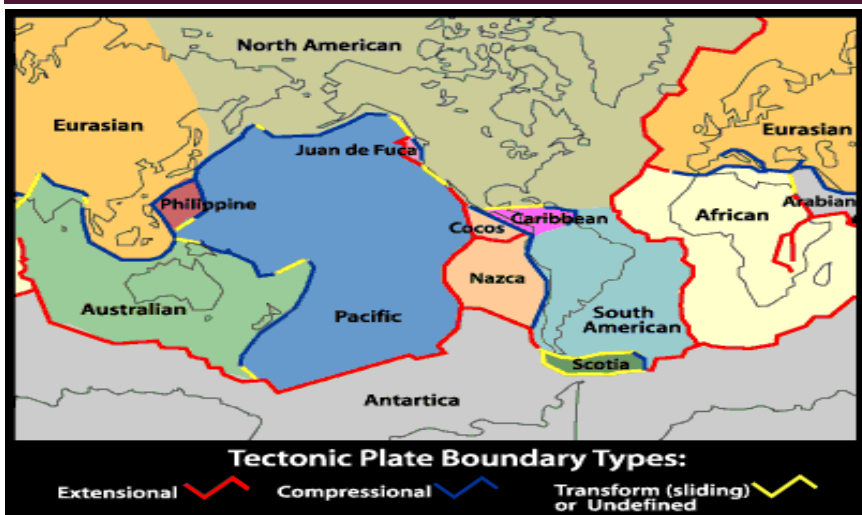 North American
Eurasian
Juan de Fuca
Eurasian
Philippine
Arabian
Cocos
Caribbean
African
Nazca
Australian
Pacific
South
American
Scotia
Antartica
Tectonic Plate Boundary Types:
Extensional
Compressional
Transform (sliding)
or Undefined